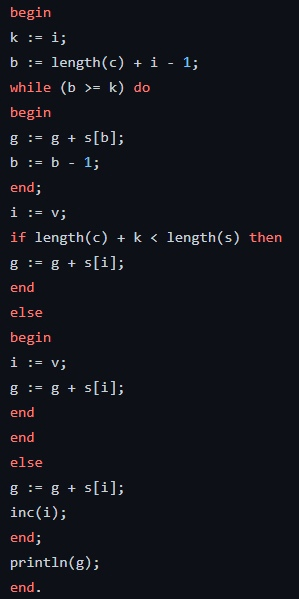 begin
k := i;
b := length(c) + i - 1;
while (b >= k) do
begin
g := g + s[b];
b := b - 1;
end;
i := v;
if length(c) + k < length(s) then
g := g + s[i];
end
else
begin
i := v;
g := g + s[i];
end
end
else
g := g + s[i];
inc(i);
end;
println(g);
end.